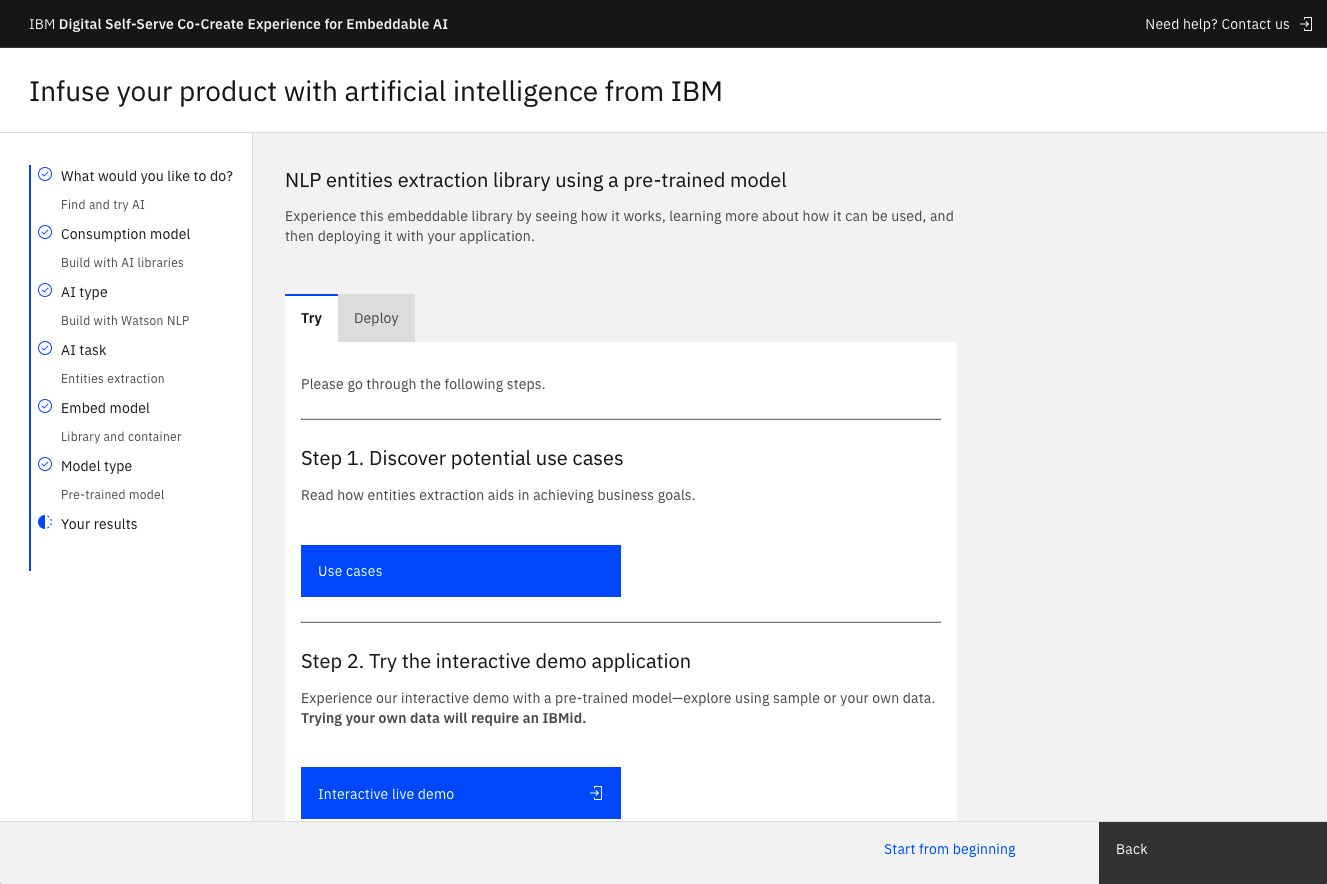 IBM Digital Self-Serve Co-Create Experience for Embeddable AI
Need help? Contact us
Infuse your product with artificial intelligence from IBM
What would you like to do?
Find and try AI
Consumption model
Build with AI libraries
AI type
Build with Watson NLP
AI task
Entities extraction
Embed model
Library and container
Model type
Pre-trained model
Your results
NLP entities extraction library using a pre-trained model
Experience this embeddable library by seeing how it works, learning more about how it can be used, and
then deploying it with your application.
Try
Deploy
Please go through the following steps.
Step 1. Discover potential use cases
Read how entities extraction aids in achieving business goals.
Use cases
Step 2. Try the interactive demo application
Experience our interactive demo with a pre-trained model—explore using sample or your own data.
Trying your own data will require an IBMid.
Interactive live demo
Start from beginning
Back